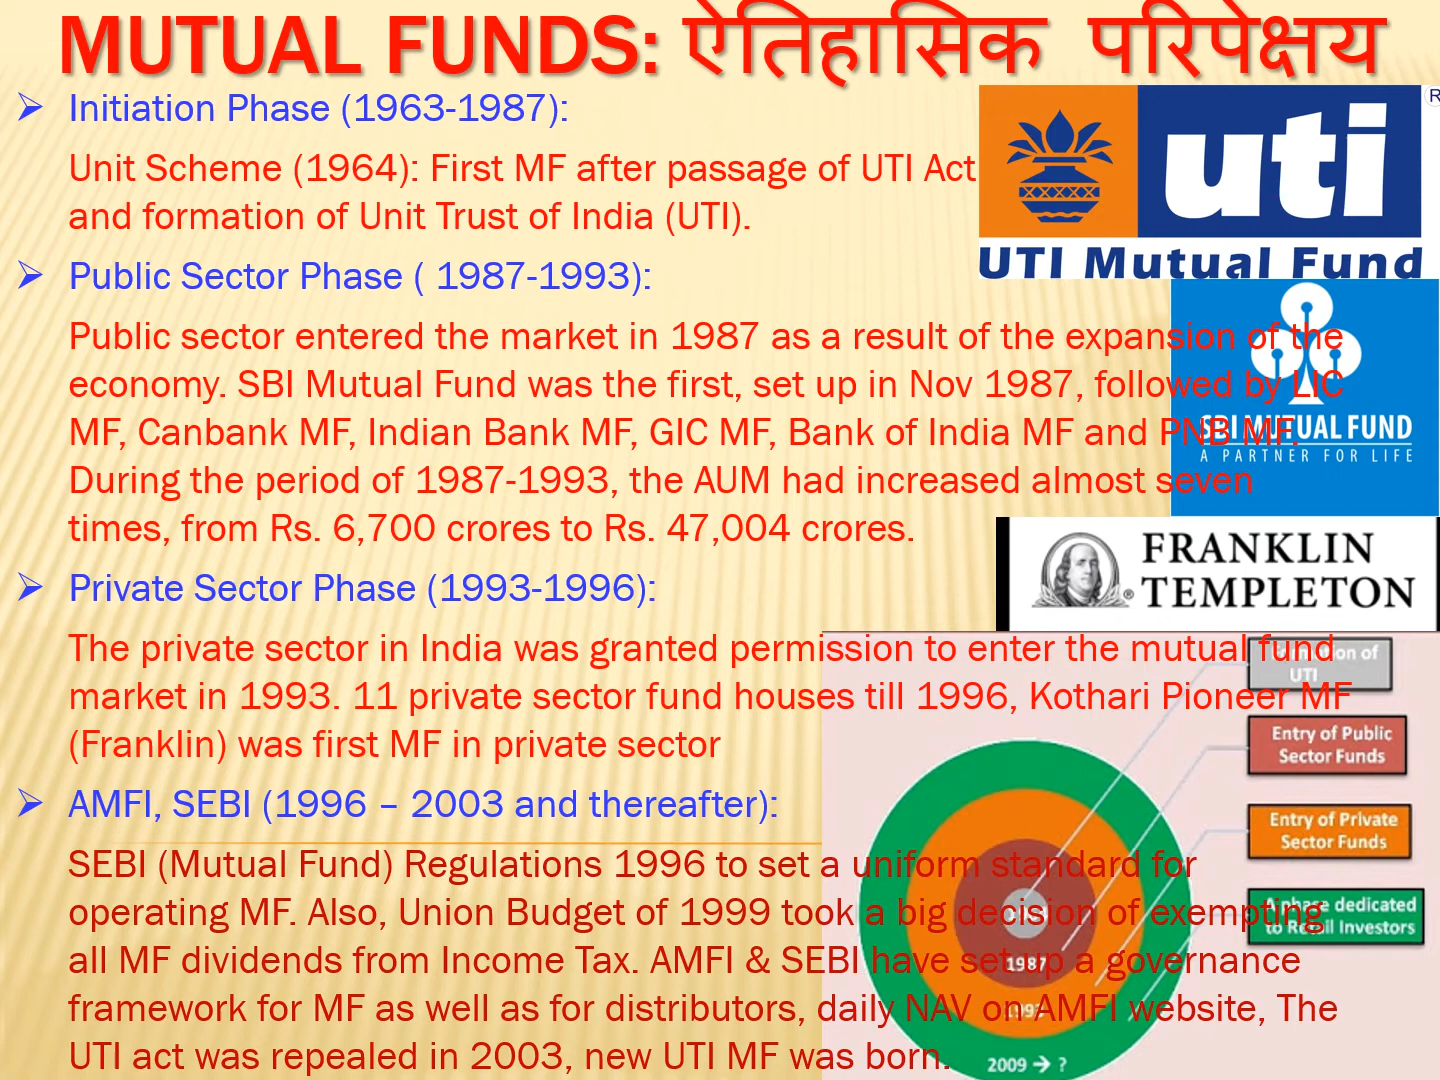 MUTUAL FUNDS: ऐतिहासिक परिपेक्षय
Initiation Phase (1963-1987):
Unit Scheme (1964): First MF after passage of UTI Act
and formation of Unit Trust of India (UTI).
Public Sector Phase ( 1987-1993):
Public sector entered the market in 1987 as a result of the expansion of the
economy. SBI Mutual Fund was the first, set up in Nov 1987, followed by LIC
MF, Canbank MF, Indian Bank MF, GIC MF, Bank of India MF and PNB MF.
During the period of 1987-1993, the AUM had increased almost seven
times, from Rs. 6,700 crores to Rs. 47,004 crores.
Private Sector Phase (1993-1996):
The private sector in India was granted permission to enter the mutual fund
market in 1993. 11 private sector fund houses till 1996, Kothari Pioneer MF
(Franklin) was first MF in private sector
AMFI, SEBI (1996 – 2003 and thereafter):
SEBI (Mutual Fund) Regulations 1996 to set a uniform standard for
operating MF. Also, Union Budget of 1999 took a big decision of exempting
all MF dividends from Income Tax. AMFI & SEBI have set up a governance
framework for MF as well as for distributors, daily NAV on AMFI website, The
UTI act was repealed in 2003, new UTI MF was born.
uti
R
UTI Mutual Fund
SBI MUTUAL FUND
A PARTNER FOR LIFE
FRANKLIN
TEMPLETON
®
Formation of
UTI
Entry of Public
Sector Funds
Entry of Private
Sector Funds
A phase dedicated
to Retail Investors
1987
1993
2009 → ?